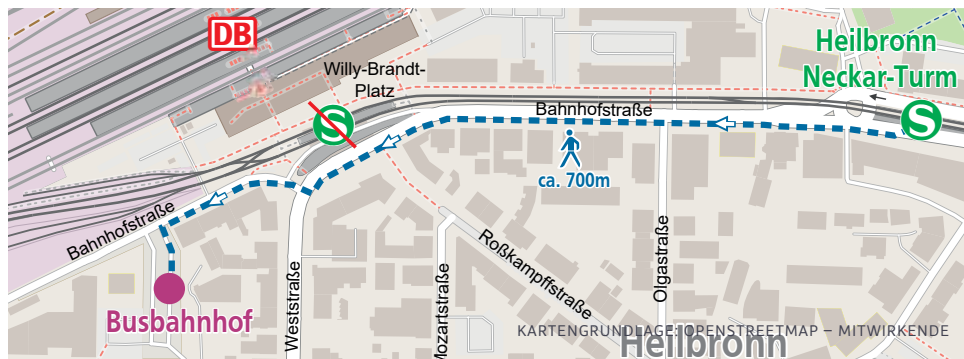 DB
Heilbronn
Neckar-Turm
Willy-Brandt-
Platz
Bahnhofstraße
S
S
ca. 700m
Bahnhofstraße
Busbahnhof
Weststraße
Mozartstraße
Roßkampffstraße
Olgastraße
KARTENGRUNDLAGE: OPENSTREETMAP – MITWIRKENDE
Heilbronn